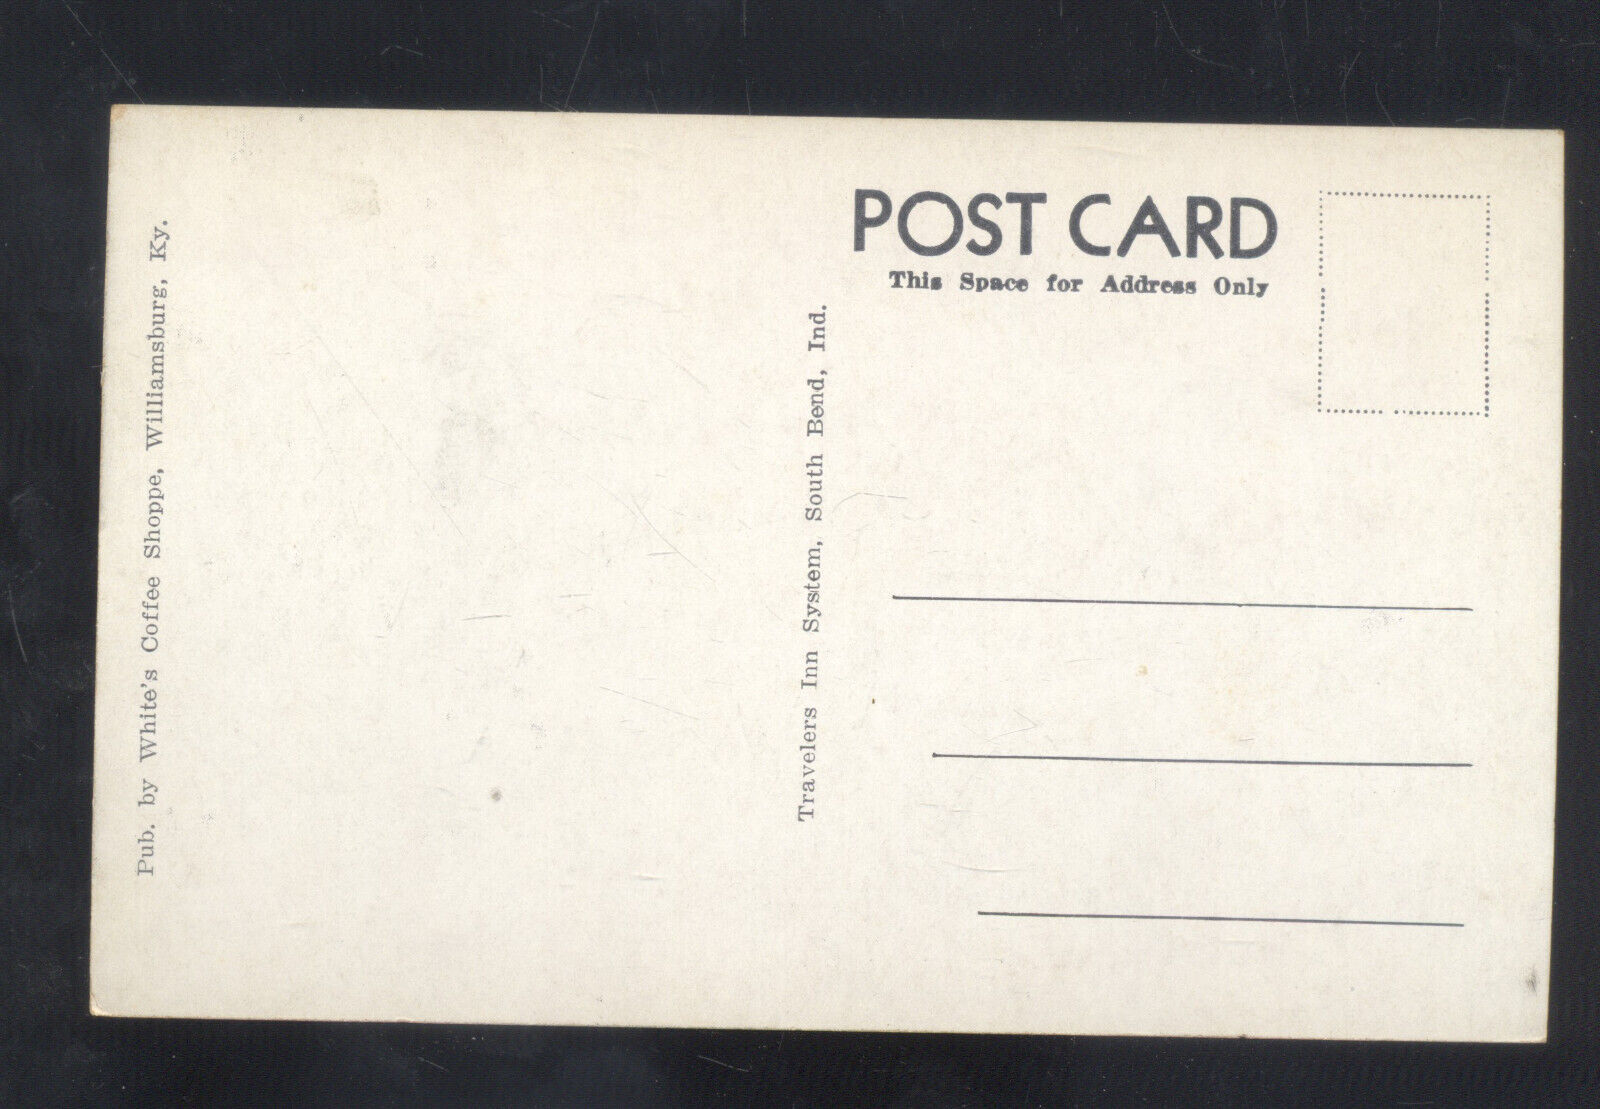 Pub. by White's Coffee Shoppe, Williamsburg, Ky.
Travelers Inn System, South Bend, Ind.
POST CARD
This Space for Address Only